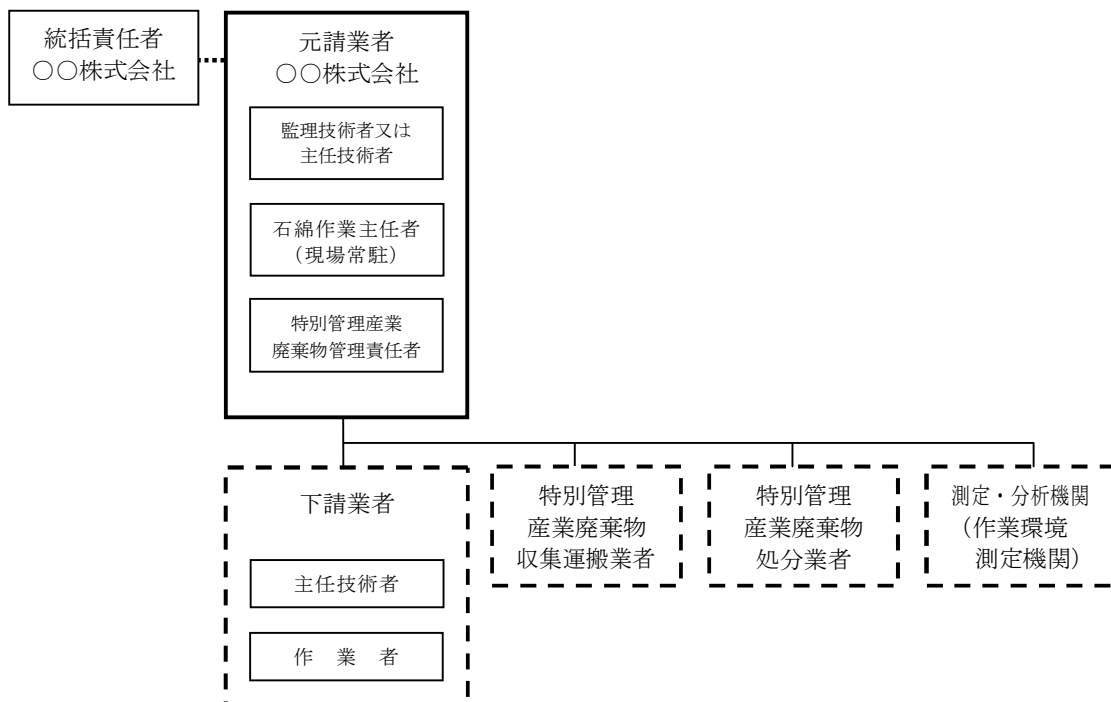 統括責任者
○○株式会社
元請業者
○○株式会社
監理技術者又は
主任技術者
石綿作業主任者
（現場常駐）
特別管理産業
廃棄物管理責任者
下請業者
主任技術者
作　業　者
特別管理
産業廃棄物
収集運搬業者
特別管理
産業廃棄物
処分業者
測定・分析機関
（作業環境
測定機関）